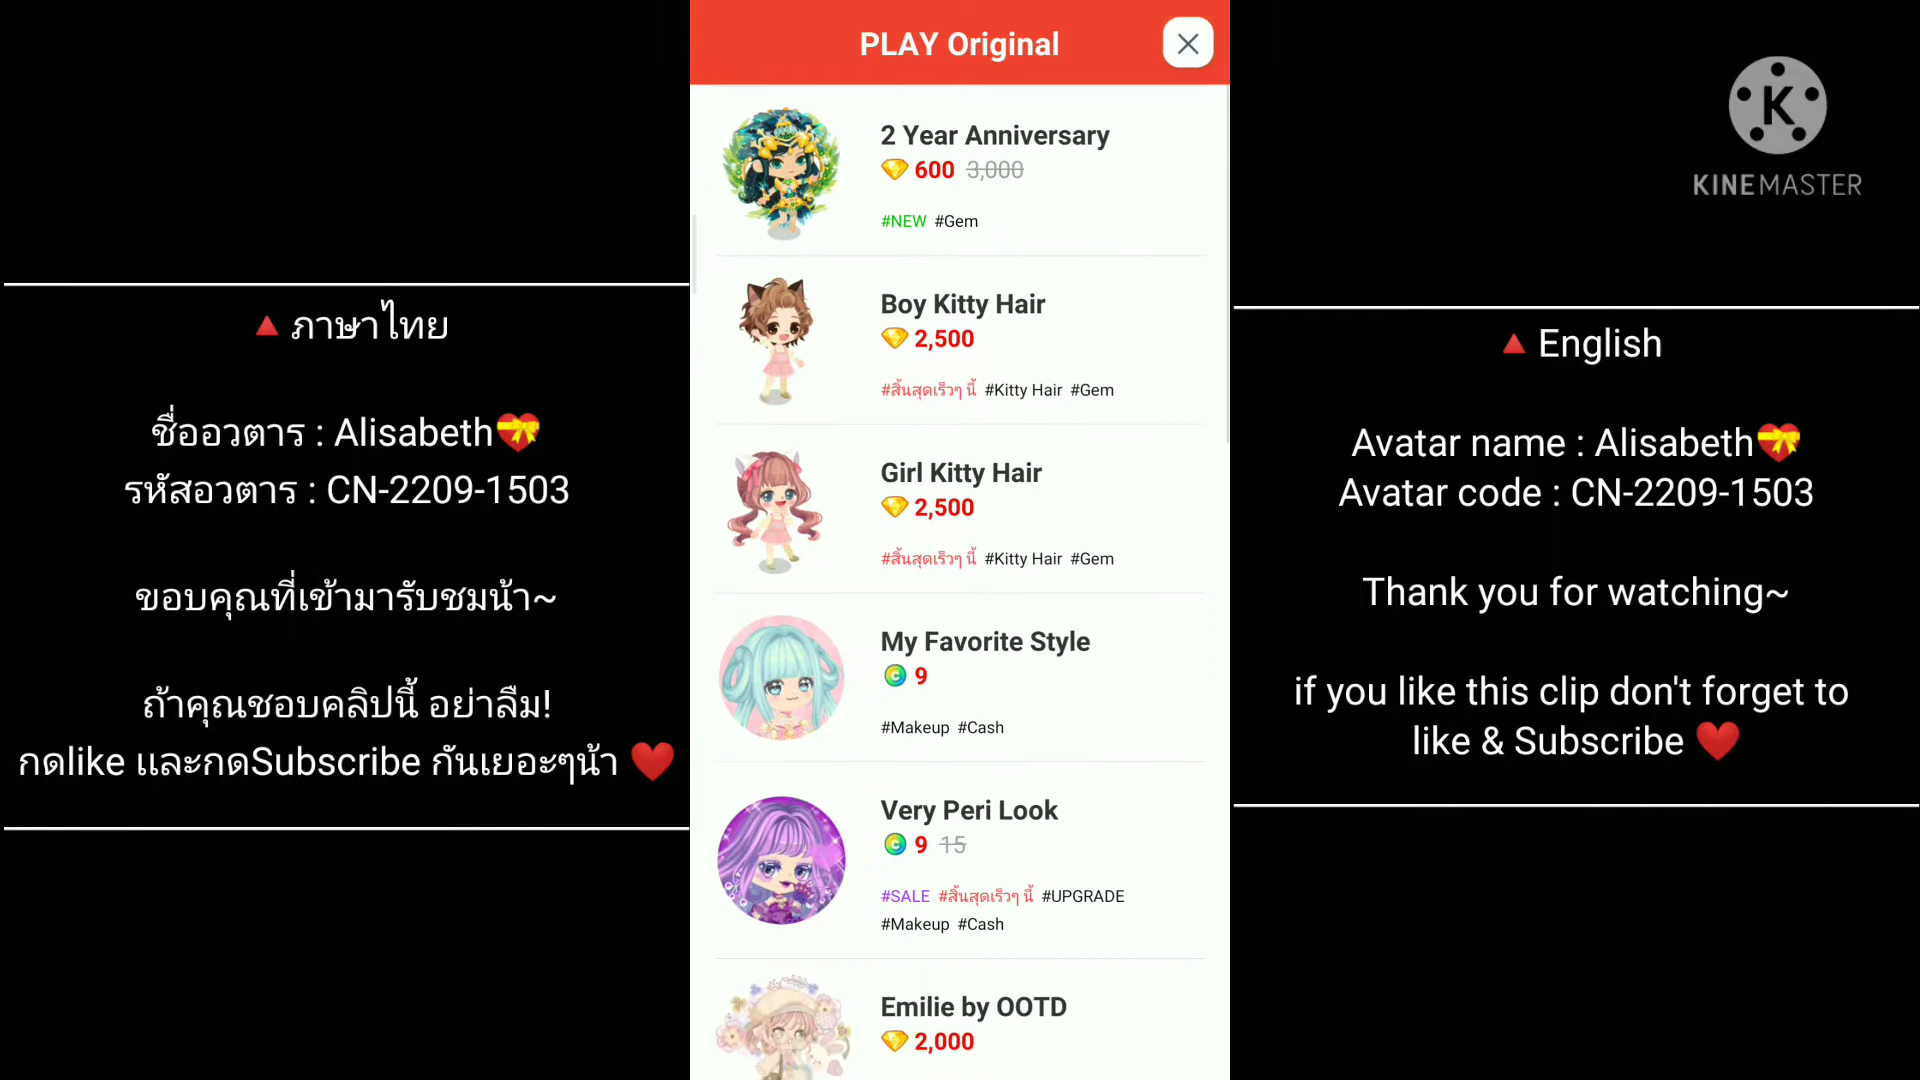 🔺ภาษาไทย
ชื่ออวตาร : Alisabeth💝
รหัสอวตาร : CN-2209-1503
ขอบคุณที่เข้ามารับชมน้า~
ถ้าคุณชอบคลิปนี้ อย่าลืม!
กดlike และกดSubscribe กันเยอะๆน้า ❤️
PLAY Original
2 Year Anniversary
600 3,000
#NEW #Gem
Boy Kitty Hair
2,500
#สิ้นสุดเร็วๆ นี้ #Kitty Hair #Gem
Girl Kitty Hair
2,500
#สิ้นสุดเร็วๆ นี้ #Kitty Hair #Gem
My Favorite Style
9
#Makeup #Cash
Very Peri Look
9 15
#SALE #สิ้นสุดเร็วๆ นี้ #UPGRADE
#Makeup #Cash
Emilie by OOTD
2,000
K
KINEMASTER
🔺English
Avatar name : Alisabeth💝
Avatar code : CN-2209-1503
Thank you for watching~
if you like this clip don't forget to
like & Subscribe ❤️